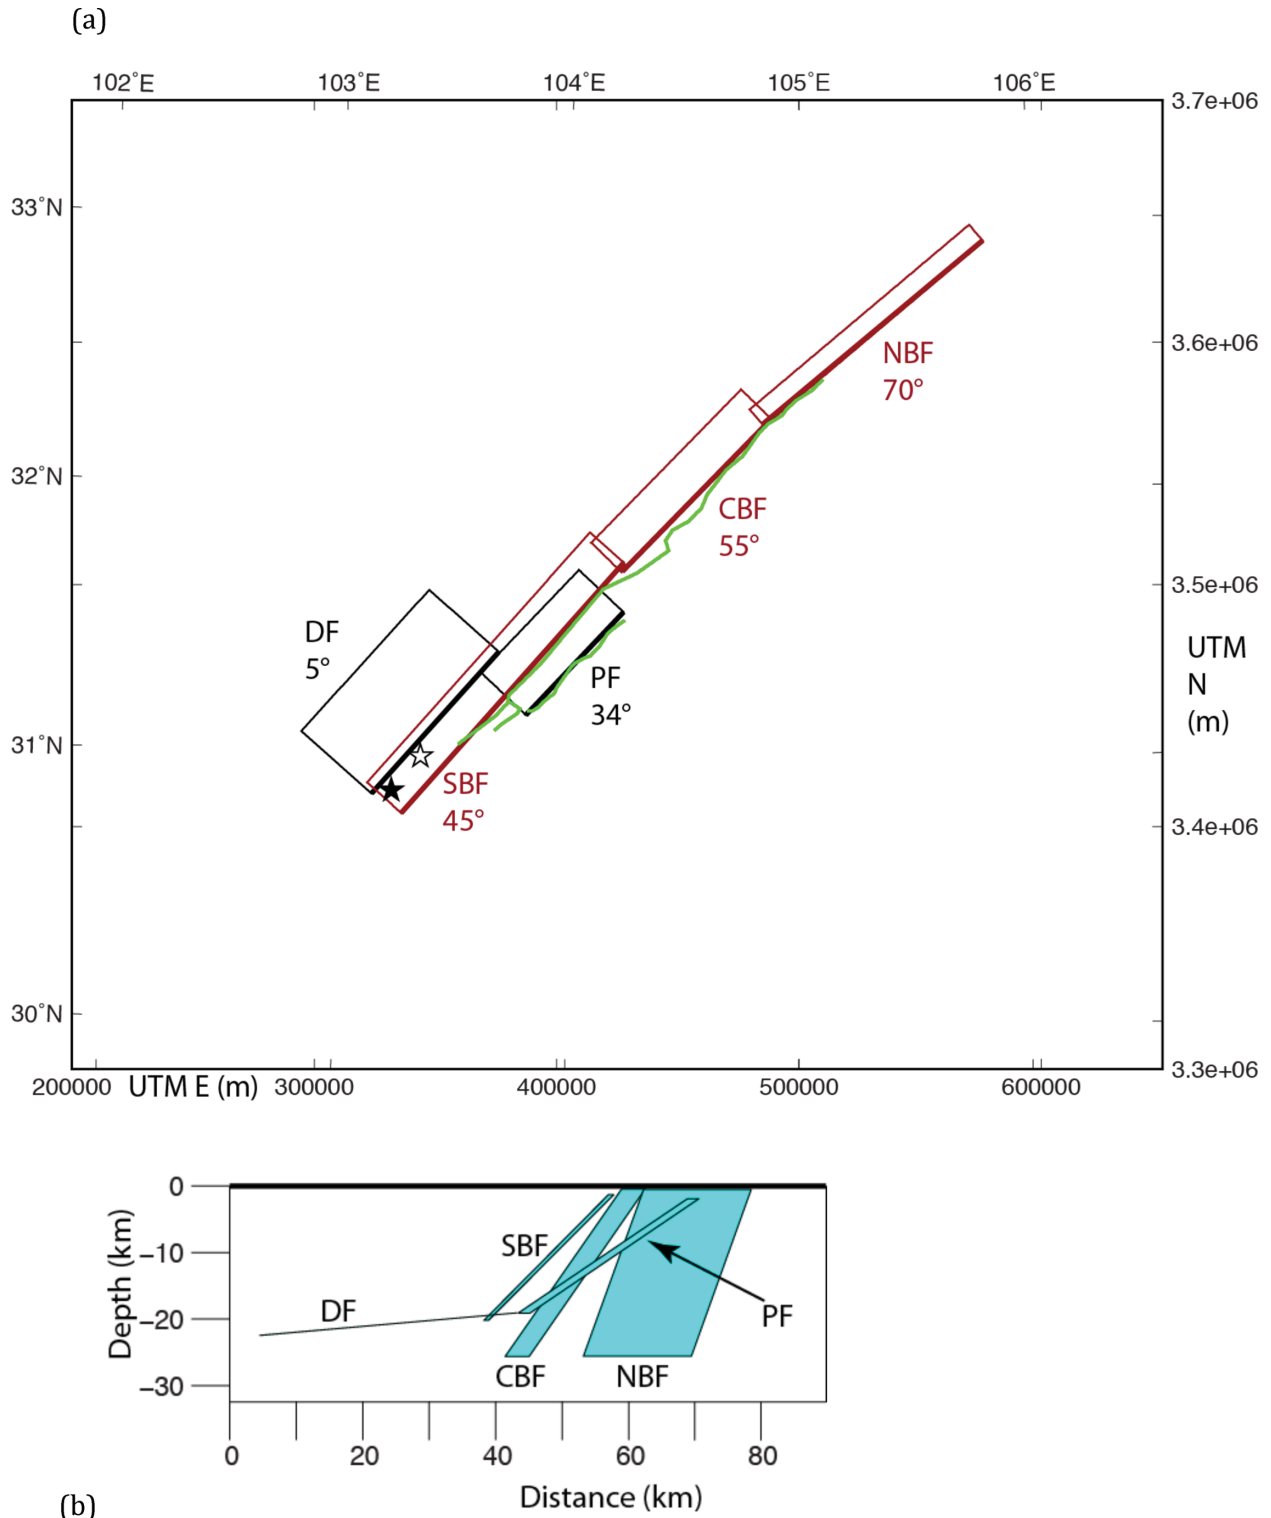 (a)
102°E 103°E 104°E 105°E 106°E
3.7e+06
33°N
NBF
70°
3.6e+06
32°N
CBF
55°
3.5e+06
DF
5°
UTM
N
(m)
PF
34°
31°N
SBF
45°
3.4e+06
30°N
3.3e+06
200000 UTM E (m) 300000 400000 500000 600000
0
SBF
−10
Depth (km)
DF
PF
−20
CBF NBF
−30
0 20 40 60 80
Distance (km)
(b)